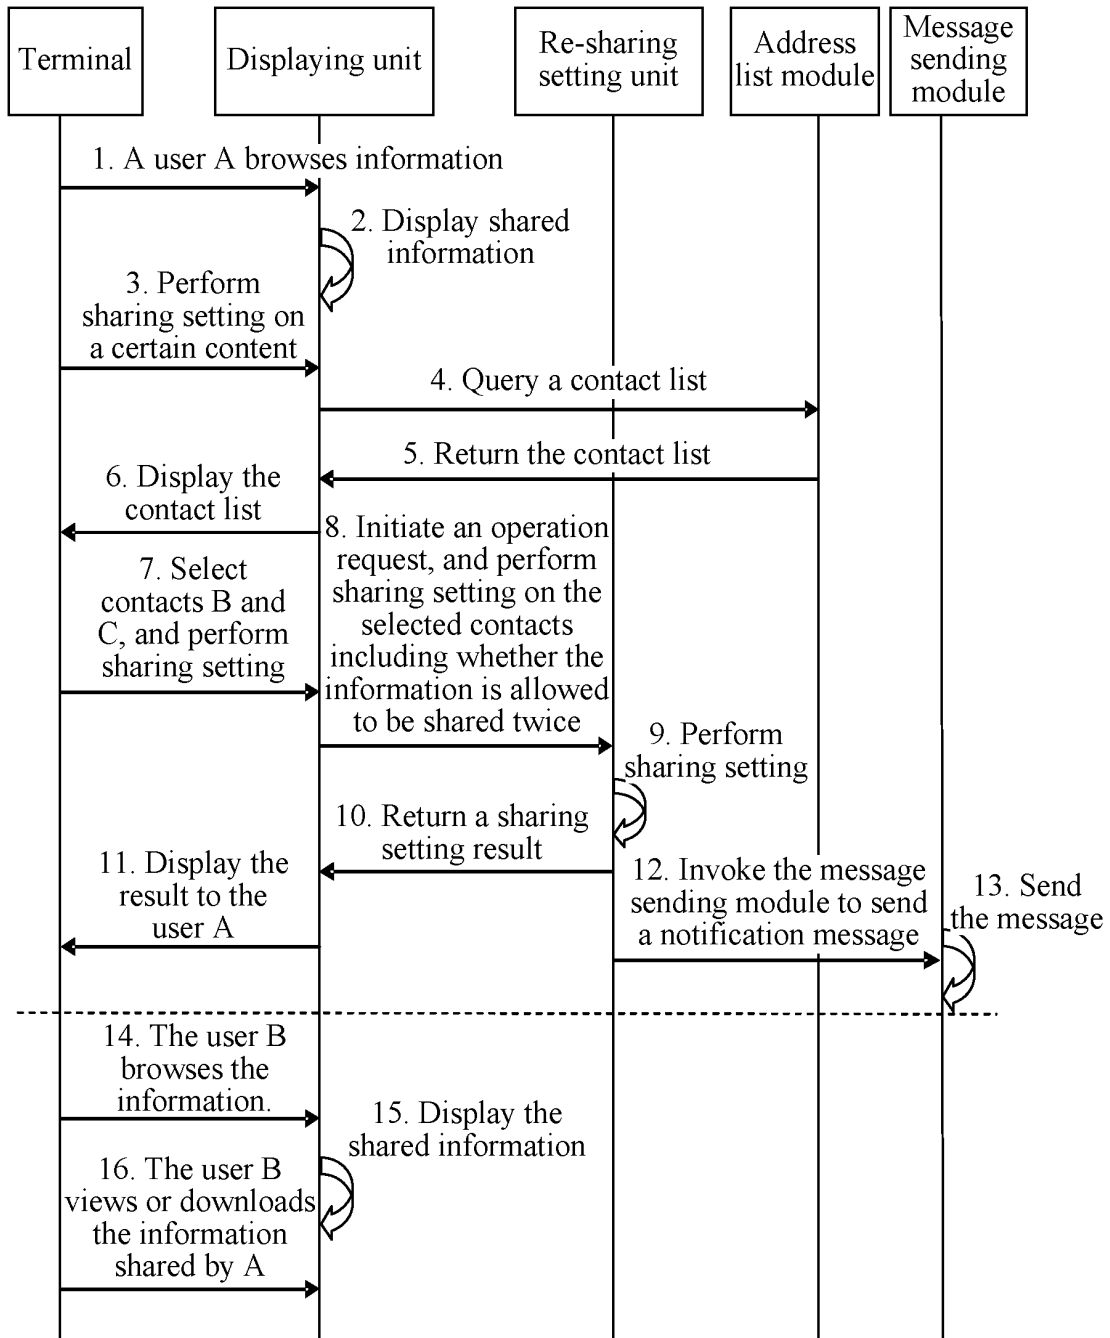 Terminal
Displaying unit
Re-sharing
setting unit
Address
list module
Message
sending
module
1. A user A browses information
2. Display shared
information
3. Perform
sharing setting on
a certain content
4. Query a contact list
5. Return the contact list
6. Display the
contact list
7. Select
contacts B and
C, and perform
sharing setting
8. Initiate an operation
request, and perform
sharing setting on the
selected contacts
including whether the
information is allowed
to be shared twice
9. Perform
sharing setting
10. Return a sharing
setting result
11. Display the
result to the
user A
12. Invoke the message
sending module to send
a notification message
13. Send
the message
14. The user B
browses the
information.
15. Display the
shared information
16. The user B
views or downloads
the information
shared by A